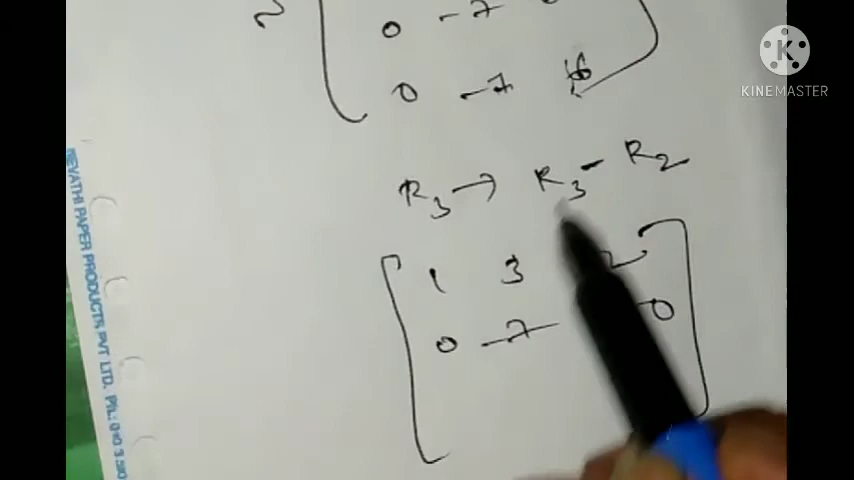 ~ 0 -7
0 -7 16
R3 → R3 - R2
1 3 2
0 -7 0
K
KINEMASTER
REVATHI PAPER PRODUCTS PVT LTD.